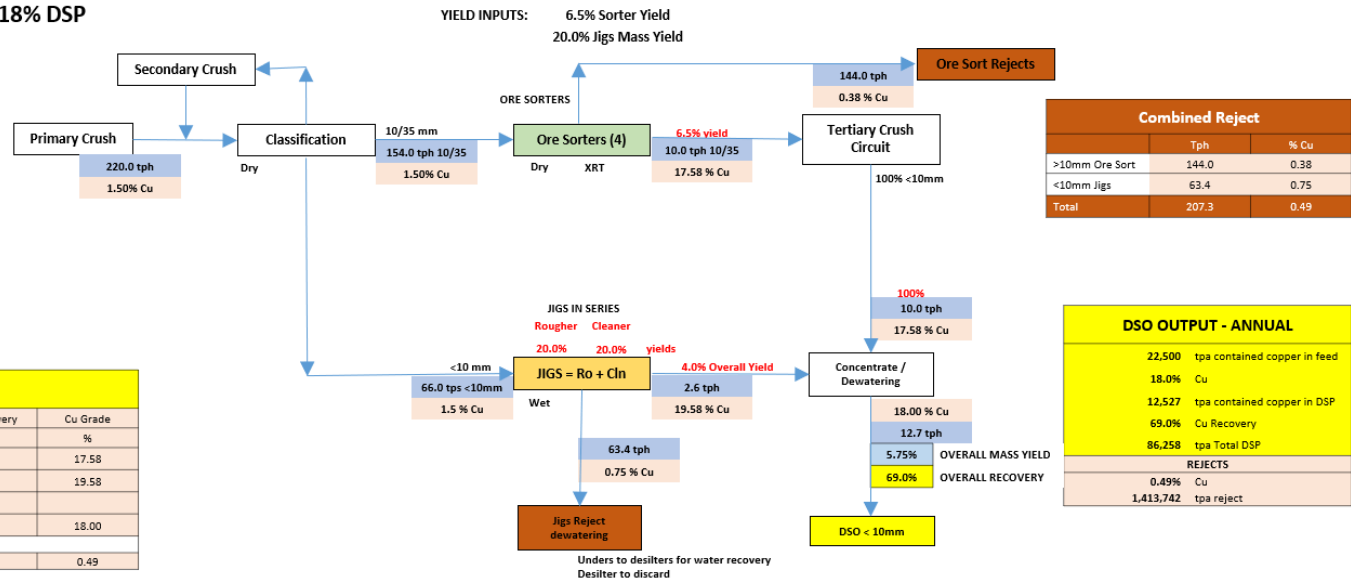 18% DSP
YIELD INPUTS: 6.5% Sorter Yield
20.0% Jigs Mass Yield
Secondary Crush
144.0 tph
0.38 % Cu
Ore Sort Rejects
ORE SORTERS
Primary Crush
220.0 tph
1.50% Cu
Classification
Dry
10/35 mm
154.0 tph 10/35
1.50% Cu
Ore Sorters (4)
Dry XRT
6.5% yield
10.0 tph 10/35
17.58 % Cu
Tertiary Crush
Circuit
100% <10mm
Combined Reject
Tph % Cu
>10mm Ore Sort 144.0 0.38
<10mm Jigs 63.4 0.75
Total 207.3 0.49
100%
10.0 tph
17.58 % Cu
JIGS IN SERIES
Rougher Cleaner
20.0% 20.0% yields
<10 mm
66.0 tps <10mm
1.5 % Cu
JIGS = Ro + Cln
Wet
4.0% Overall Yield
2.6 tph
19.58 % Cu
Concentrate /
Dewatering
18.00 % Cu
12.7 tph
5.75% OVERALL MASS YIELD
69.0% OVERALL RECOVERY
DSO < 10mm
63.4 tph
0.75 % Cu
Jigs Reject
dewatering
Unders to desilters for water recovery
Desilter to discard
DSO OUTPUT - ANNUAL
22,500 tpa contained copper in feed
18.0% Cu
12,527 tpa contained copper in DSP
69.0% Cu Recovery
86,258 tpa Total DSP
REJECTS
0.49% Cu
1,413,742 tpa reject
very Cu Grade
%
17.58
19.58
18.00
0.49